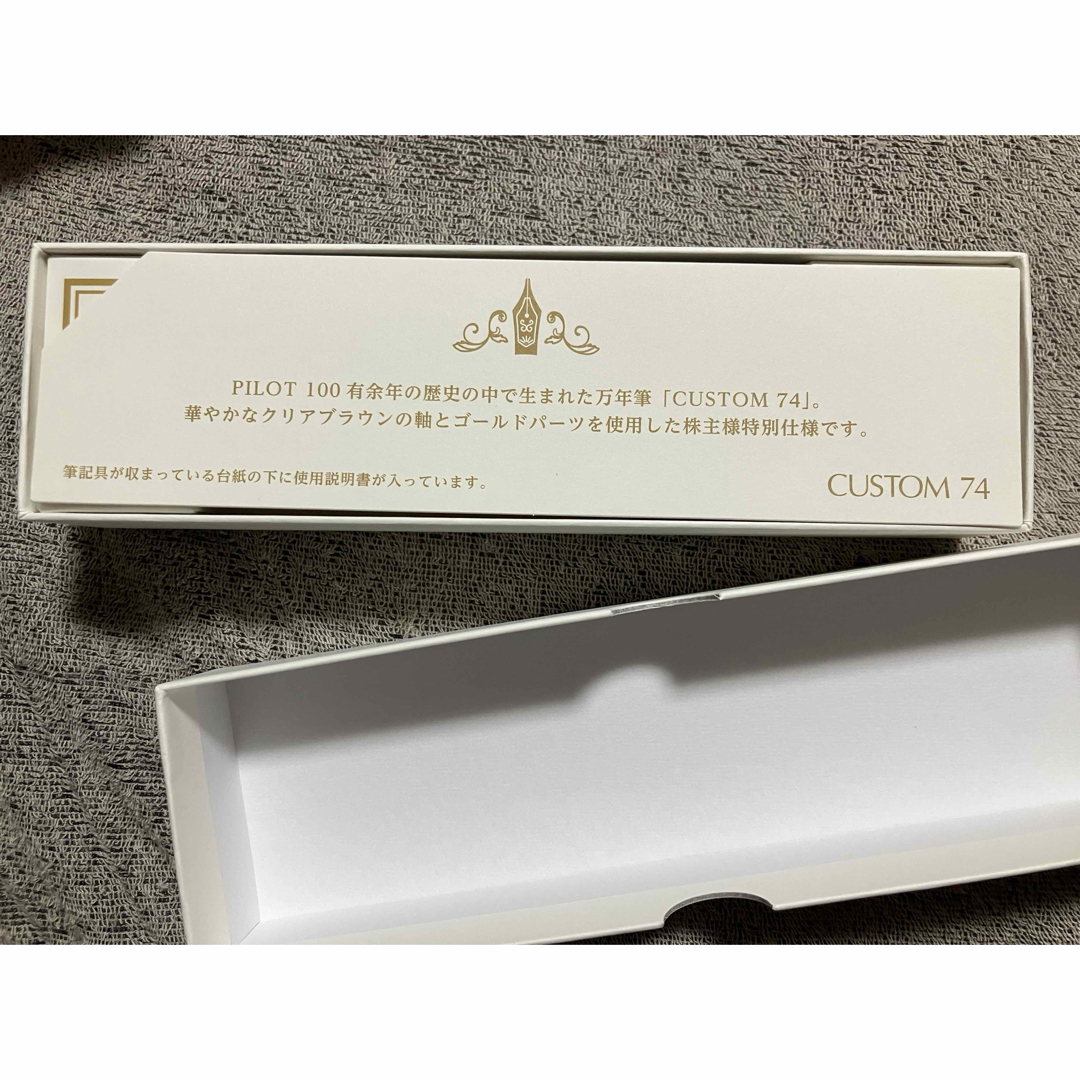 PILOT 100有余年の歴史の中で生まれた万年筆「CUSTOM 74」。
華やかなクリアブラウンの軸とゴールドパーツを使用した株主様特別仕様です。
筆記具が収まっている台紙の下に使用説明書が入っています。
CUSTOM 74